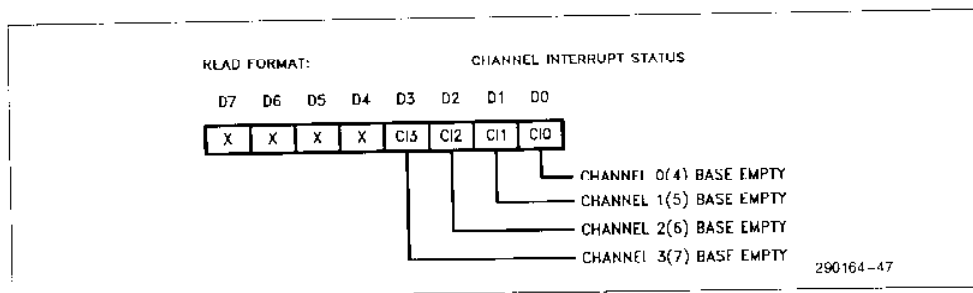 READ FORMAT: CHANNEL INTERRUPT STATUS
D7 D6 D5 D4 D3 D2 D1 D0
X X X X CI3 CI2 CI1 CI0
CHANNEL 0(4) BASE EMPTY
CHANNEL 1(5) BASE EMPTY
CHANNEL 2(6) BASE EMPTY
CHANNEL 3(7) BASE EMPTY
290164-47